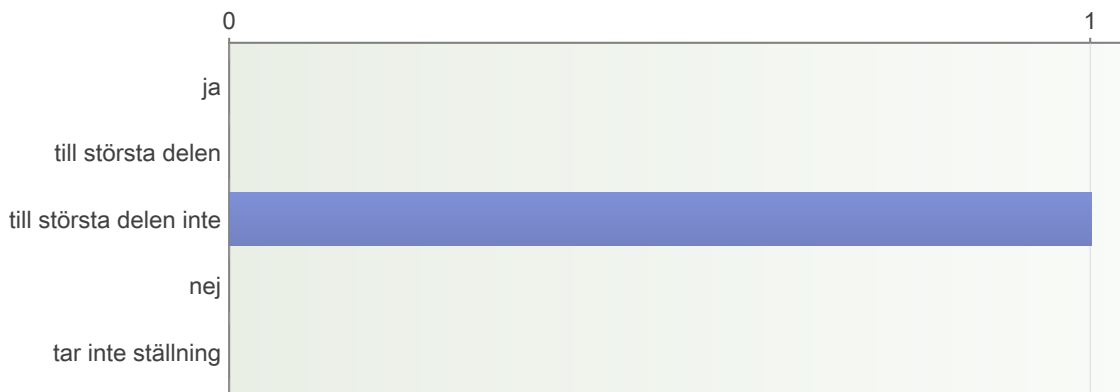 0 1
ja
till största delen
till största delen inte
nej
tar inte ställning